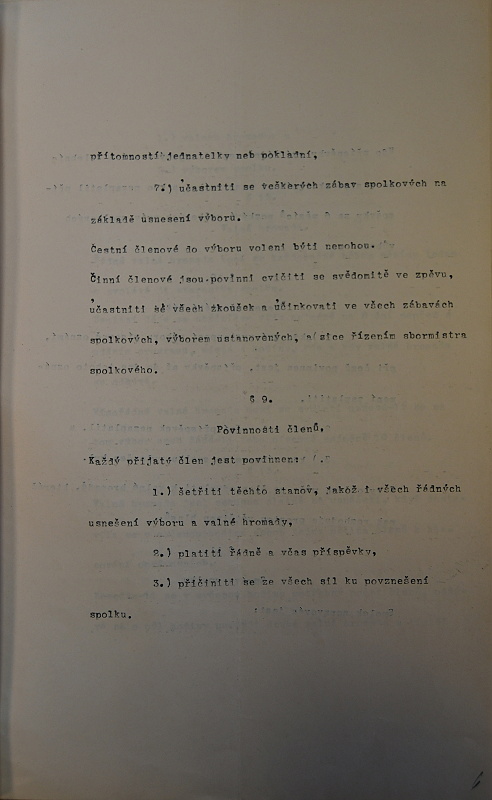 přítomností jednatelky neb pokladní,
7.) účastniti se veškerých zábav spolkových na
základě usnesení výboru.
Čestní členové do výboru voleni býti nemohou.
Činní členové jsou povinni cvičiti se svědomitě ve zpěvu,
účastniti se všech zkoušek a účinkovati ve všech zábavách
spolkových, výborem ustanovených, a sice řízením sbormistra
spolkového.
§ 9.
Povinnosti členů,
Každý přijatý člen jest povinnen:
1.) šetřiti těchto stanov, jakož i všech řádných
usnešení výboru a valné hromady,
2.) platiti řádně a včas příspěvky,
3.) přičiniti se ze všech sil ku povznešení
spolku.
6